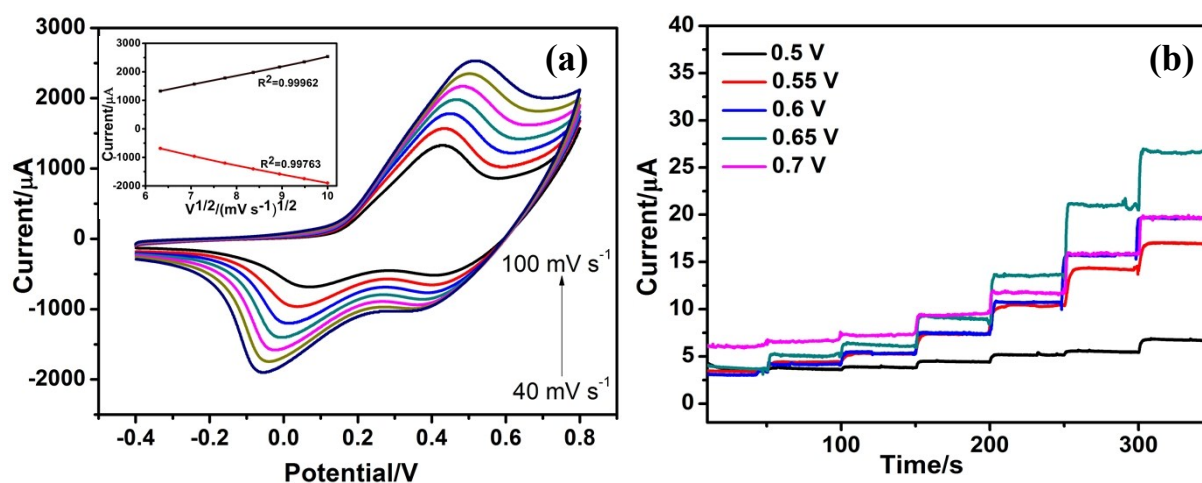 (a)
3000
2000
1000
0
-1000
-2000
Current/μA
-0.4
-0.2
0.0
0.2
0.4
0.6
0.8
Potential/V
3000
2000
1000
0
-1000
-2000
Current/μA
6
7
8
9
10
V1/2/(mV s-1)1/2
R2=0.99962
R2=0.99763
100 mV s-1
40 mV s-1
(b)
40
35
30
25
20
15
10
5
0
Current/μA
100
200
300
Time/s
0.5 V
0.55 V
0.6 V
0.65 V
0.7 V